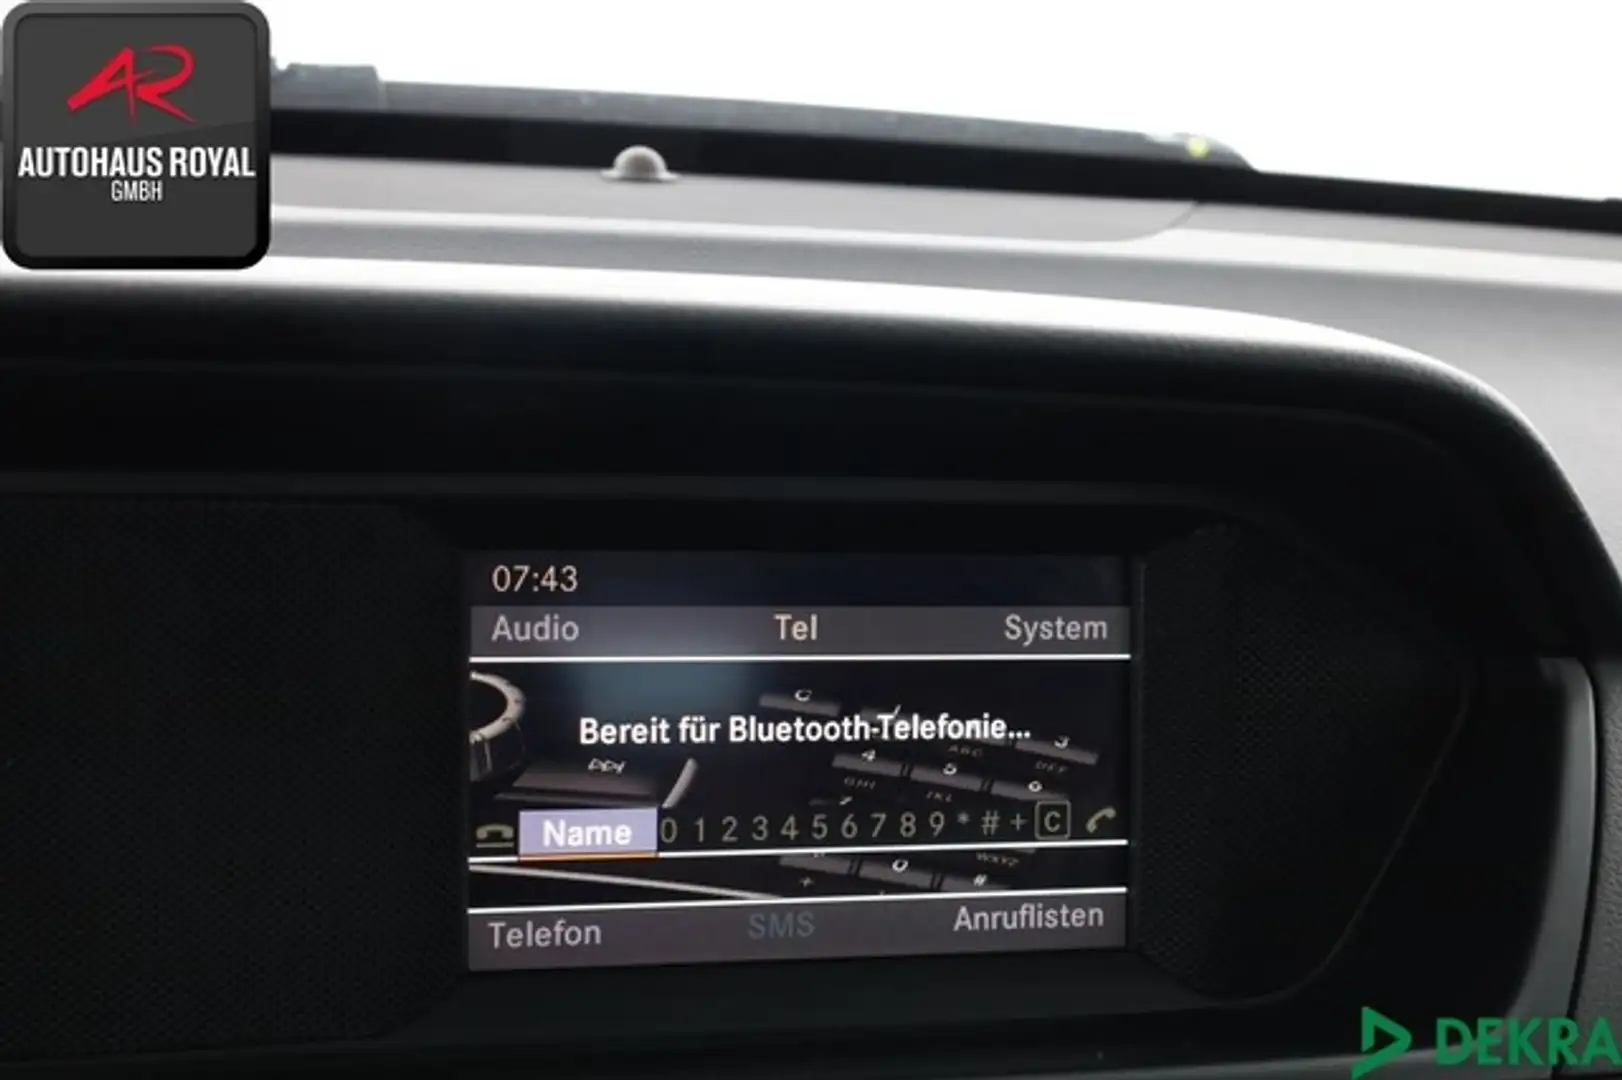 AR
AUTOHAUS ROYAL
GMBH
07:43
Audio Tel System
Bereit für Bluetooth-Telefonie...
Name 0 1 2 3 4 5 6 7 8 9 * # + C
Telefon SMS Anruflisten
DEKRA